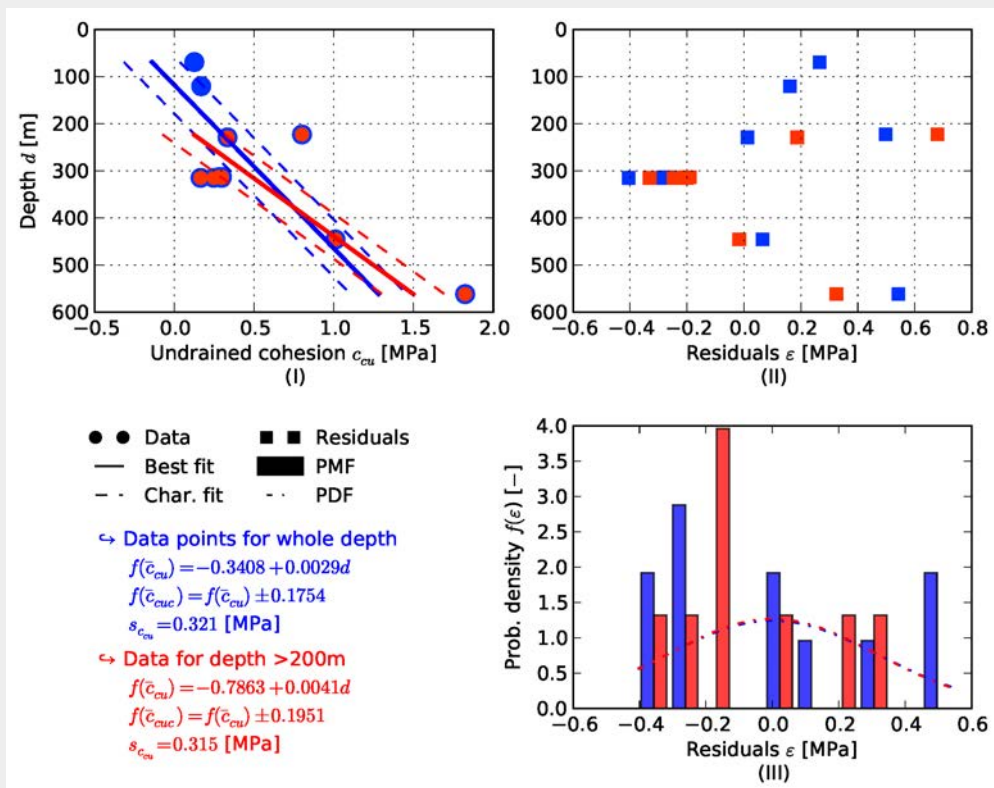 0
100
200
300
400
500
600
Depth d [m]
−0.5 0.0 0.5 1.0 1.5 2.0
Undrained cohesion c_cu [MPa]
(I)
0
100
200
300
400
500
600
−0.6 −0.4 −0.2 0.0 0.2 0.4 0.6 0.8
Residuals ε [MPa]
(II)
Data
Best fit
Char. fit
Residuals
PMF
PDF
↪ Data points for whole depth
f(c̄_cu)=−0.3408+0.0029d
f(c̄_cuc)=f(c̄_cu)±0.1754
s_c_cu=0.321 [MPa]
↪ Data for depth >200m
f(c̄_cu)=−0.7863+0.0041d
f(c̄_cuc)=f(c̄_cu)±0.1951
s_c_cu=0.315 [MPa]
4.0
3.5
3.0
2.5
2.0
1.5
1.0
0.5
0.0
Prob. density f(ε) [−]
−0.6 −0.4 −0.2 0.0 0.2 0.4 0.6
Residuals ε [MPa]
(III)